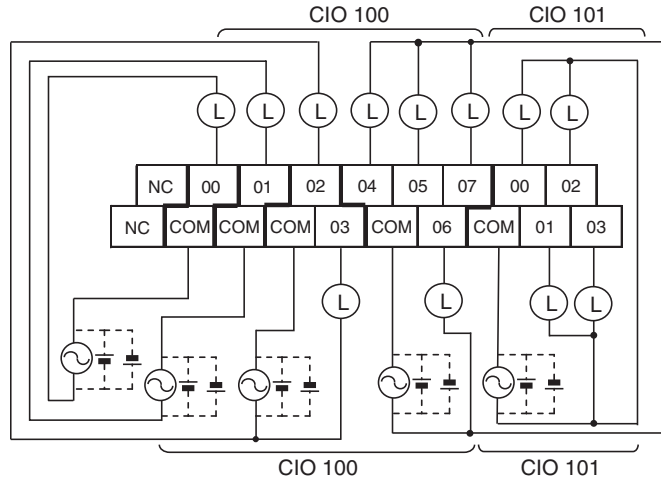 CIO 100 CIO 101
L L L L L L L L
NC 00 01 02 04 05 07 00 02
NC COM COM COM 03 COM 06 COM 01 03
L L L L
CIO 100 CIO 101